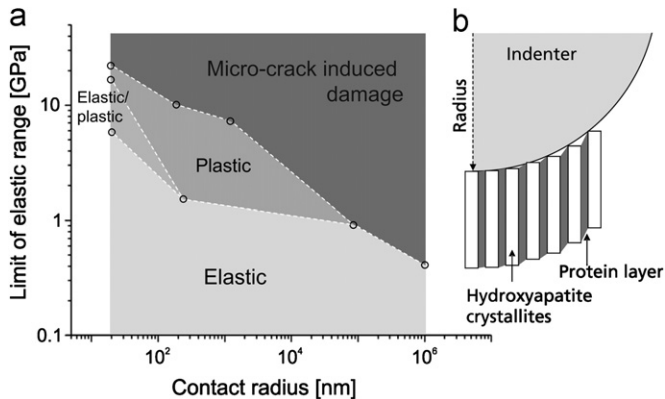 a
Limit of elastic range [GPa]
10
1
0.1
Micro-crack induced
damage
Elastic/
plastic
Plastic
Elastic
10²
10⁴
10⁶
Contact radius [nm]
b
Indenter
Radius
Protein layer
Hydroxyapatite
crystallites